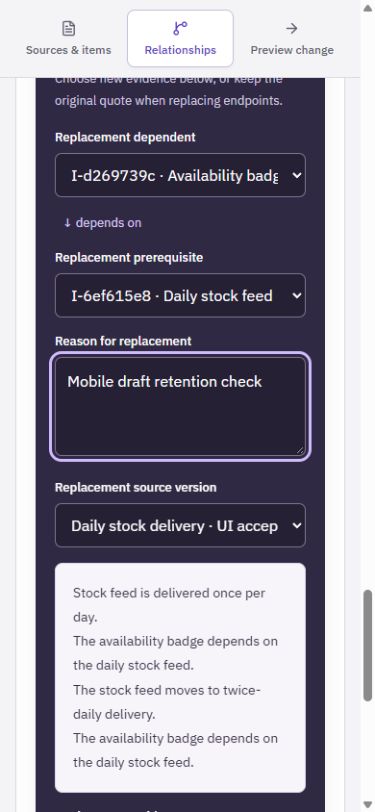 Sources & items
Relationships
Preview change
Choose new evidence below, or keep the
original quote when replacing endpoints.
Replacement dependent
I-d269739c · Availability badg
↓ depends on
Replacement prerequisite
I-6ef615e8 · Daily stock feed
Reason for replacement
Mobile draft retention check
Replacement source version
Daily stock delivery · UI accep
Stock feed is delivered once per
day.
The availability badge depends on
the daily stock feed.
The stock feed moves to twice-
daily delivery.
The availability badge depends on
the daily stock feed.